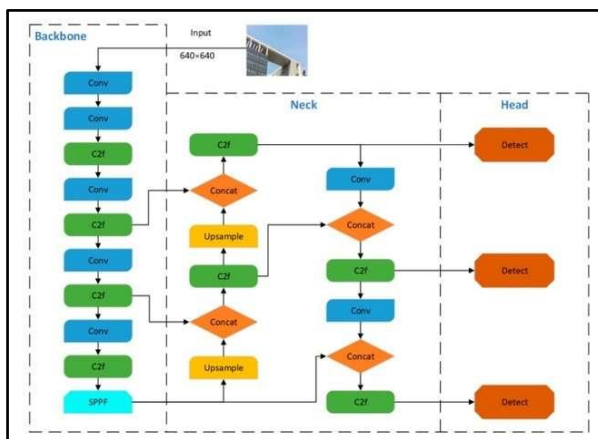 Backbone
Input
640×640
Conv
Conv
C2f
Conv
C2f
Conv
C2f
Conv
C2f
SPPF
Neck
C2f
Concat
Upsample
C2f
Concat
Upsample
Conv
Concat
C2f
Conv
Concat
C2f
Head
Detect
Detect
Detect